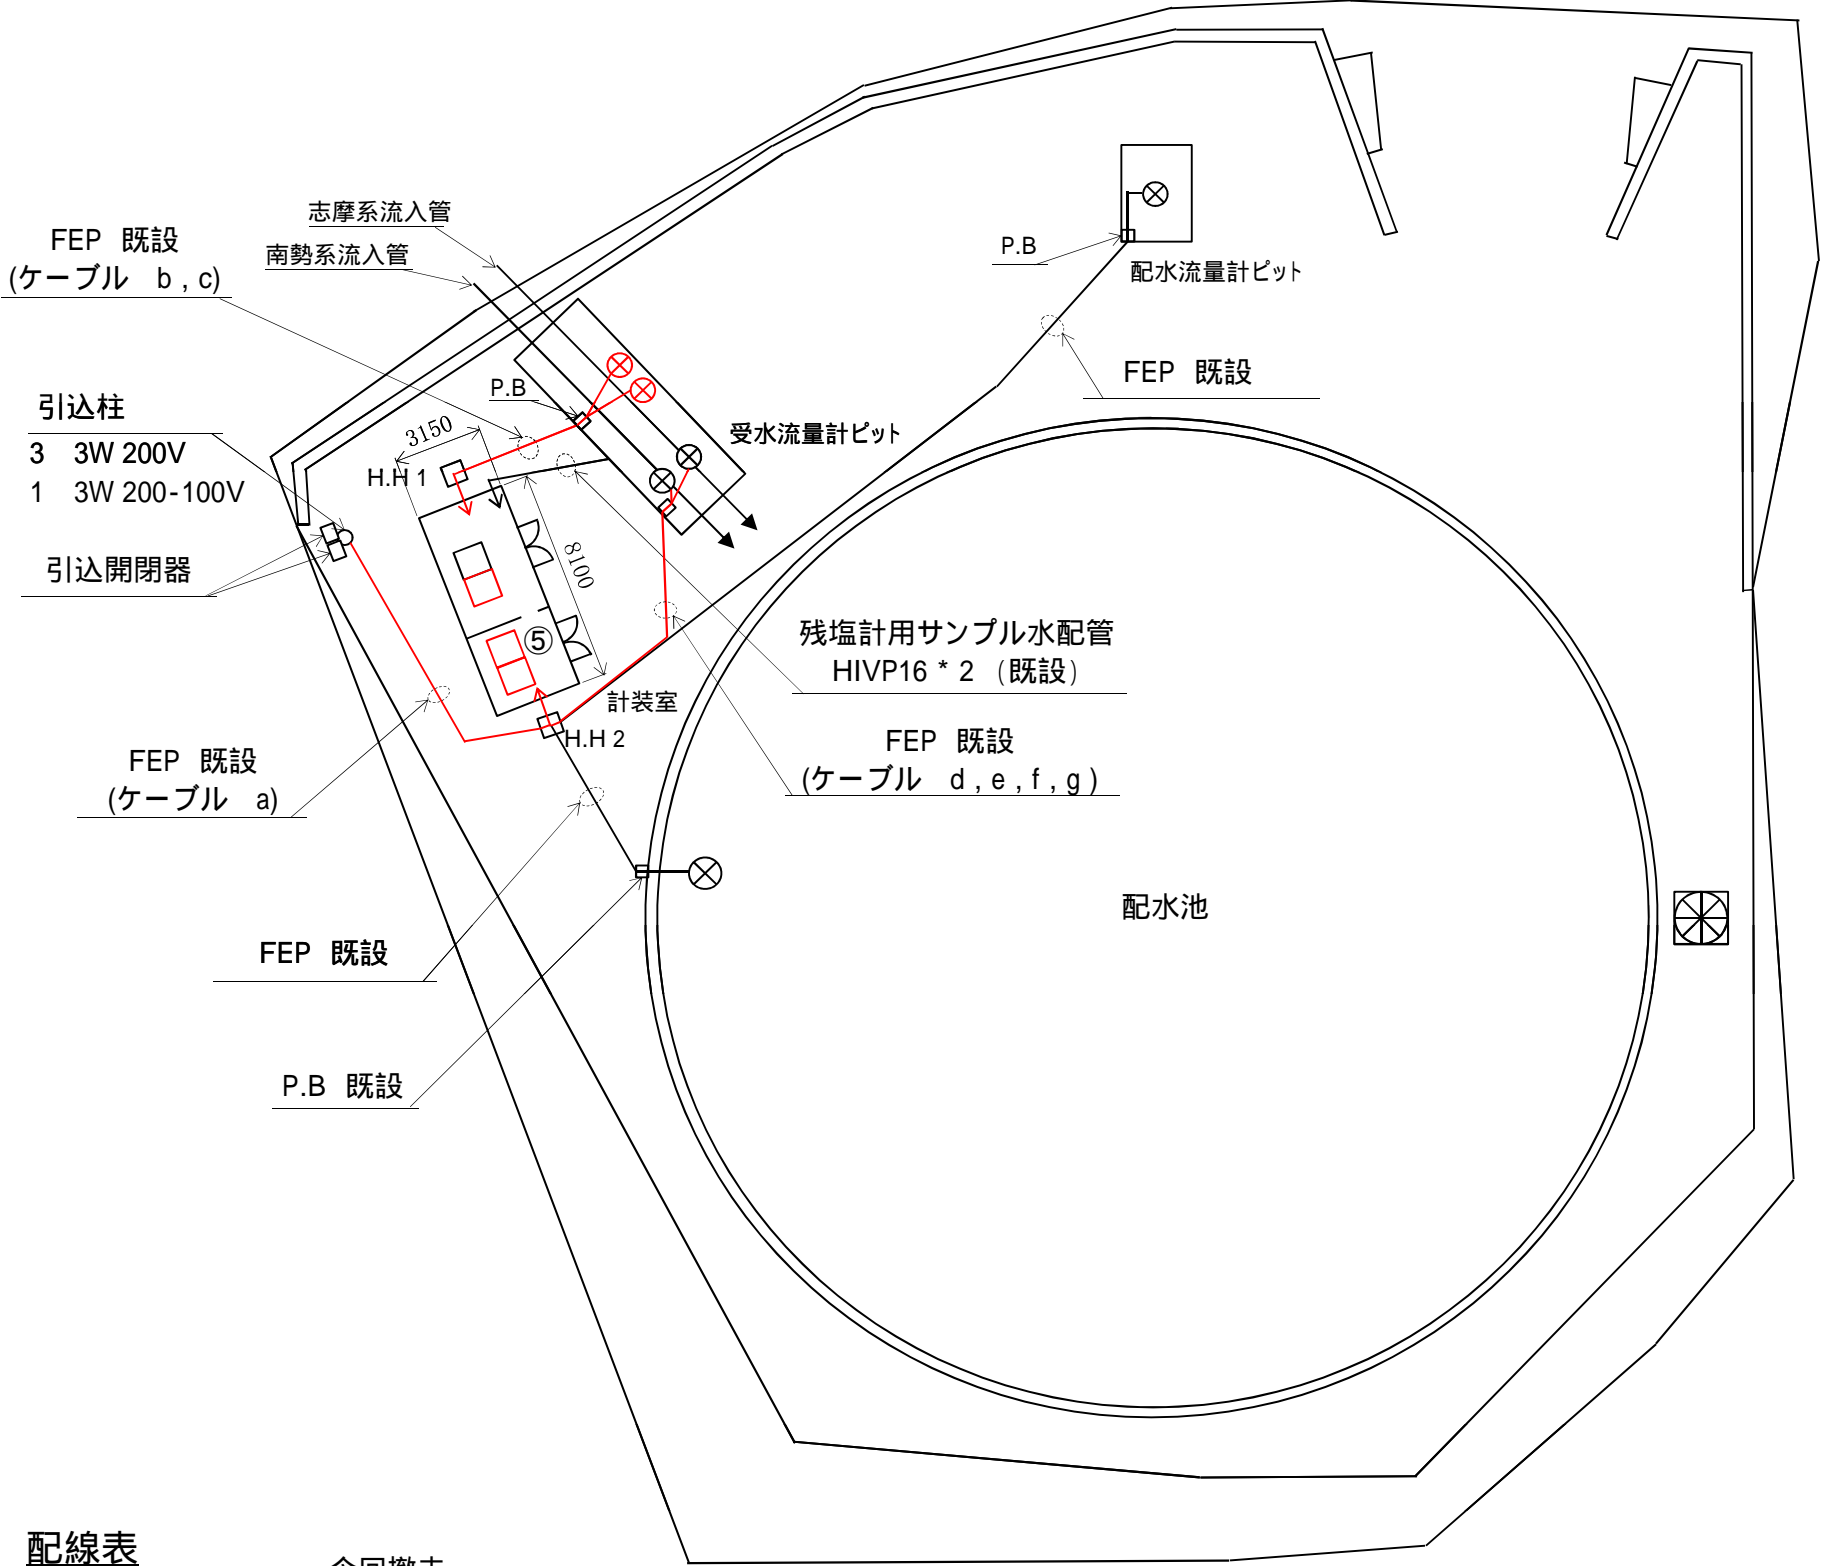 志摩系流入管
南勢系流入管
FEP 既設
(ケーブル b , c)
P.B
配水流量計ピット
FEP 既設
引込柱
3 3W 200V
1 3W 200-100V
引込開閉器
P.B
3150
H.H 1
受水流量計ピット
8100
⑤
残塩計用サンプル水配管
HIVP16 * 2 (既設)
計装室
H.H 2
FEP 既設
(ケーブル d , e , f , g )
FEP 既設
(ケーブル a)
配水池
FEP 既設
P.B 既設
配線表